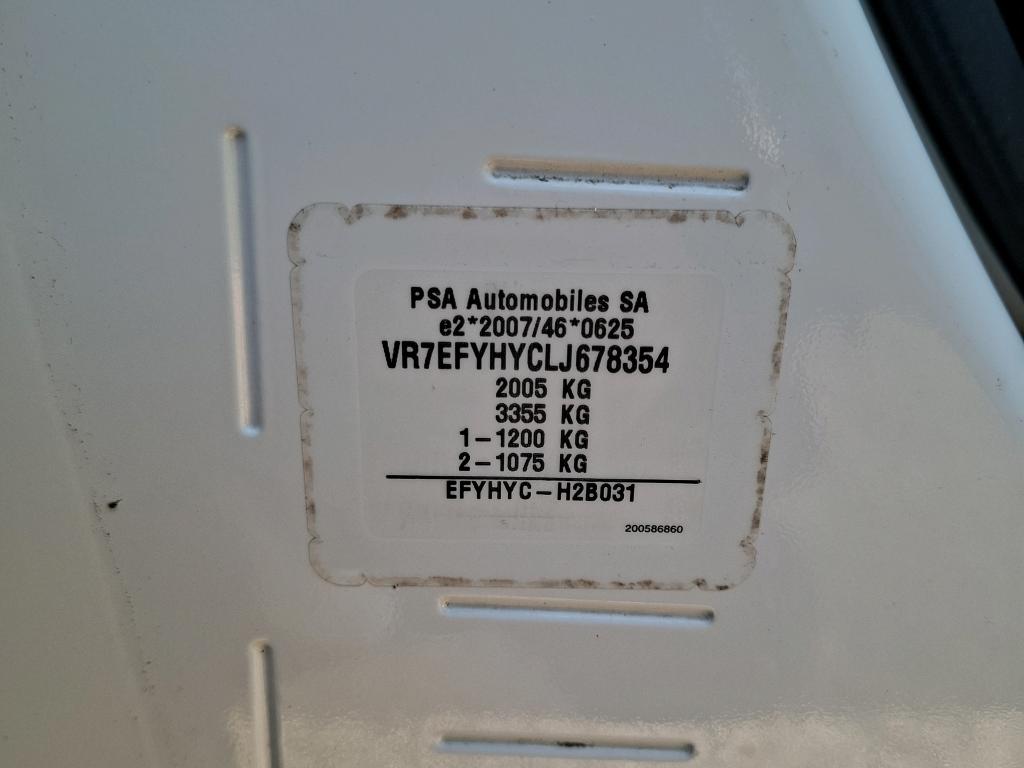 PSA Automobiles SA
e2*2007/46*0625
VR7EFYHYCLJ678354
2005 KG
3355 KG
1-1200 KG
2-1075 KG
EFYHYC-H2B031
200586860